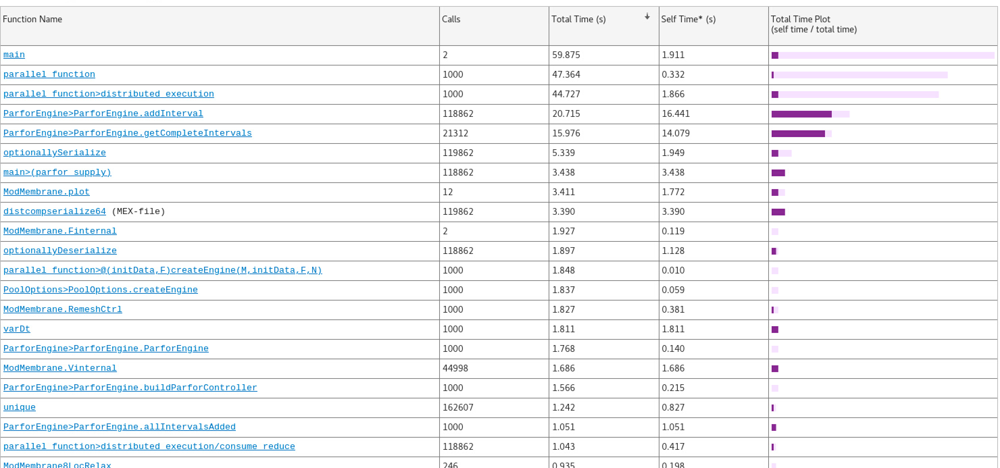 Function Name Calls Total Time (s) Self Time* (s) Total Time Plot
(self time / total time)
main 2 59.875 1.911
parallel_function 1000 47.364 0.332
parallel_function>distributed_execution 1000 44.727 1.866
ParforEngine>ParforEngine.addInterval 118862 20.715 16.441
ParforEngine>ParforEngine.getCompleteIntervals 21312 15.976 14.079
optionallySerialize 119862 5.339 1.949
main>(parfor supply) 118862 3.438 3.438
ModMembrane.plot 12 3.411 1.772
distcompserialize64 (MEX-file) 119862 3.390 3.390
ModMembrane.Finternal 2 1.927 0.119
optionallyDeserialize 118862 1.897 1.128
parallel_function>@(initData,F)createEngine(M,initData,F,N) 1000 1.848 0.010
PoolOptions>PoolOptions.createEngine 1000 1.837 0.059
ModMembrane.RemeshCtrl 1000 1.827 0.381
varDt 1000 1.811 1.811
ParforEngine>ParforEngine.ParforEngine 1000 1.768 0.140
ModMembrane.Vinternal 44998 1.686 1.686
ParforEngine>ParforEngine.buildParforController 1000 1.566 0.215
unique 162607 1.242 0.827
ParforEngine>ParforEngine.allIntervalsAdded 1000 1.051 1.051
parallel_function>distributed_execution/consume_reduce 118862 1.043 0.417
ModMembrane8LocRelax 246 0.935 0.198